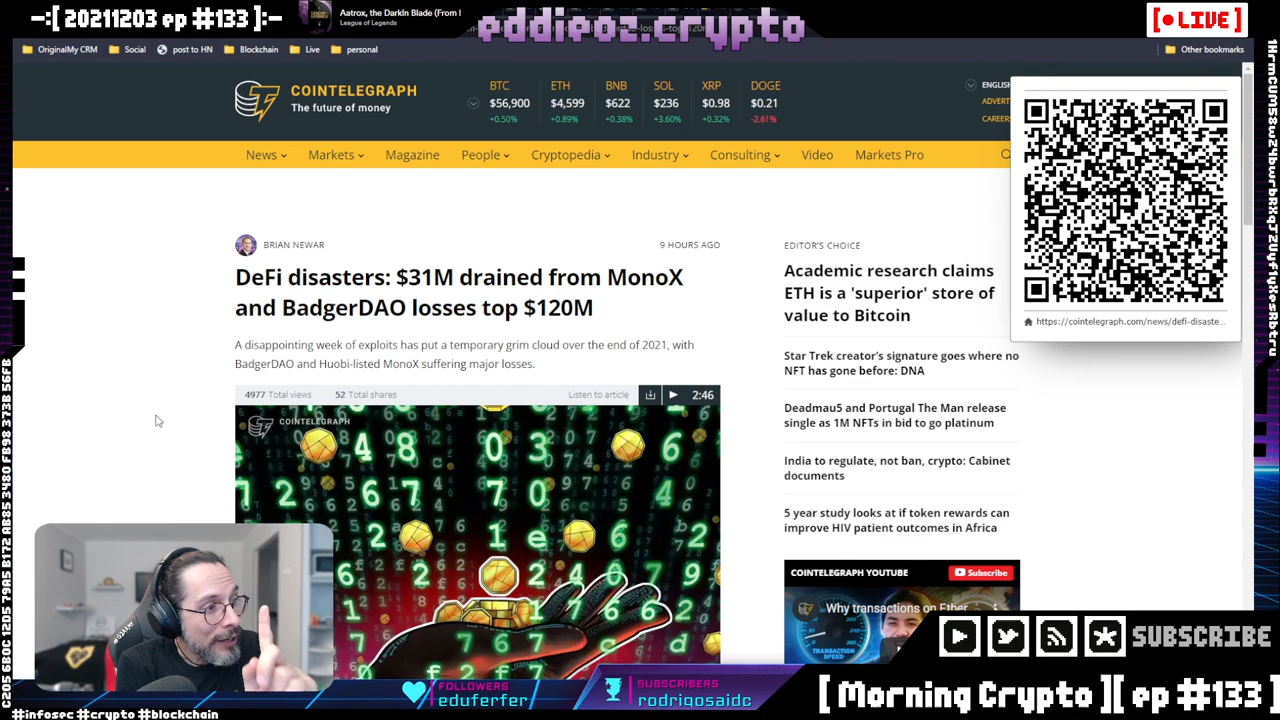 -:[ 20211203 ep #133 ]:-
Aatrox, the DarkIn Blade (From l
League of Legends
eddieoz.crypto
[● LIVE]
OriginalMy CRM
Social
post to HN
Blockchain
Live
personal
Other bookmarks
COINTELEGRAPH
The future of money
BTC
ETH
BNB
SOL
XRP
DOGE
$56,900
$4,599
$622
$236
$0.98
$0.21
+0.50%
+0.89%
+0.38%
+3.60%
+0.32%
-2.61%
ENGLIS
ADVERT
CAREER
News
Markets
Magazine
People
Cryptopedia
Industry
Consulting
Video
Markets Pro
https://cointelegraph.com/news/defi-disaste...
BRIAN NEWAR
9 HOURS AGO
DeFi disasters: $31M drained from MonoX
and BadgerDAO losses top $120M
A disappointing week of exploits has put a temporary grim cloud over the end of 2021, with
BadgerDAO and Huobi-listed MonoX suffering major losses.
4977 Total views
52 Total shares
Listen to article
2:46
COINTELEGRAPH
EDITOR'S CHOICE
Academic research claims
ETH is a 'superior' store of
value to Bitcoin
Star Trek creator's signature goes where no
NFT has gone before: DNA
Deadmau5 and Portugal The Man release
single as 1M NFTs in bid to go platinum
India to regulate, not ban, crypto: Cabinet
documents
5 year study looks at if token rewards can
improve HIV patient outcomes in Africa
COINTELEGRAPH YOUTUBE
Subscribe
Why transactions on Ether
TRANSACTION
SPEED
SUBSCRIBE
FOLLOWERS
eduferfer
SUBSCRIBERS
rodrigosaidc
[ Morning Crypto ][ ep #133 ]
#infosec #crypto #blockchain